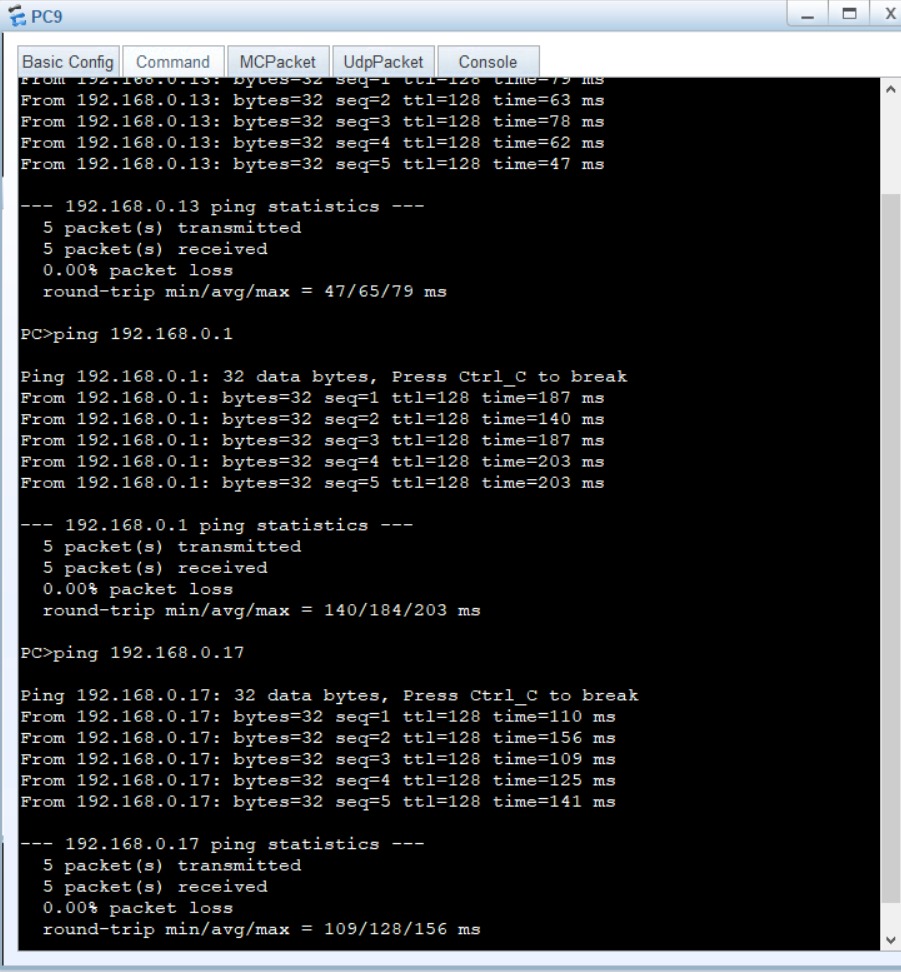 PC9
Basic Config Command MCPacket UdpPacket Console
From 192.168.0.13: bytes=32 seq=1 ttl=128 time=79 ms
From 192.168.0.13: bytes=32 seq=2 ttl=128 time=63 ms
From 192.168.0.13: bytes=32 seq=3 ttl=128 time=78 ms
From 192.168.0.13: bytes=32 seq=4 ttl=128 time=62 ms
From 192.168.0.13: bytes=32 seq=5 ttl=128 time=47 ms
--- 192.168.0.13 ping statistics ---
5 packet(s) transmitted
5 packet(s) received
0.00% packet loss
round-trip min/avg/max = 47/65/79 ms
PC>ping 192.168.0.1
Ping 192.168.0.1: 32 data bytes, Press Ctrl_C to break
From 192.168.0.1: bytes=32 seq=1 ttl=128 time=187 ms
From 192.168.0.1: bytes=32 seq=2 ttl=128 time=140 ms
From 192.168.0.1: bytes=32 seq=3 ttl=128 time=187 ms
From 192.168.0.1: bytes=32 seq=4 ttl=128 time=203 ms
From 192.168.0.1: bytes=32 seq=5 ttl=128 time=203 ms
--- 192.168.0.1 ping statistics ---
5 packet(s) transmitted
5 packet(s) received
0.00% packet loss
round-trip min/avg/max = 140/184/203 ms
PC>ping 192.168.0.17
Ping 192.168.0.17: 32 data bytes, Press Ctrl_C to break
From 192.168.0.17: bytes=32 seq=1 ttl=128 time=110 ms
From 192.168.0.17: bytes=32 seq=2 ttl=128 time=156 ms
From 192.168.0.17: bytes=32 seq=3 ttl=128 time=109 ms
From 192.168.0.17: bytes=32 seq=4 ttl=128 time=125 ms
From 192.168.0.17: bytes=32 seq=5 ttl=128 time=141 ms
--- 192.168.0.17 ping statistics ---
5 packet(s) transmitted
5 packet(s) received
0.00% packet loss
round-trip min/avg/max = 109/128/156 ms